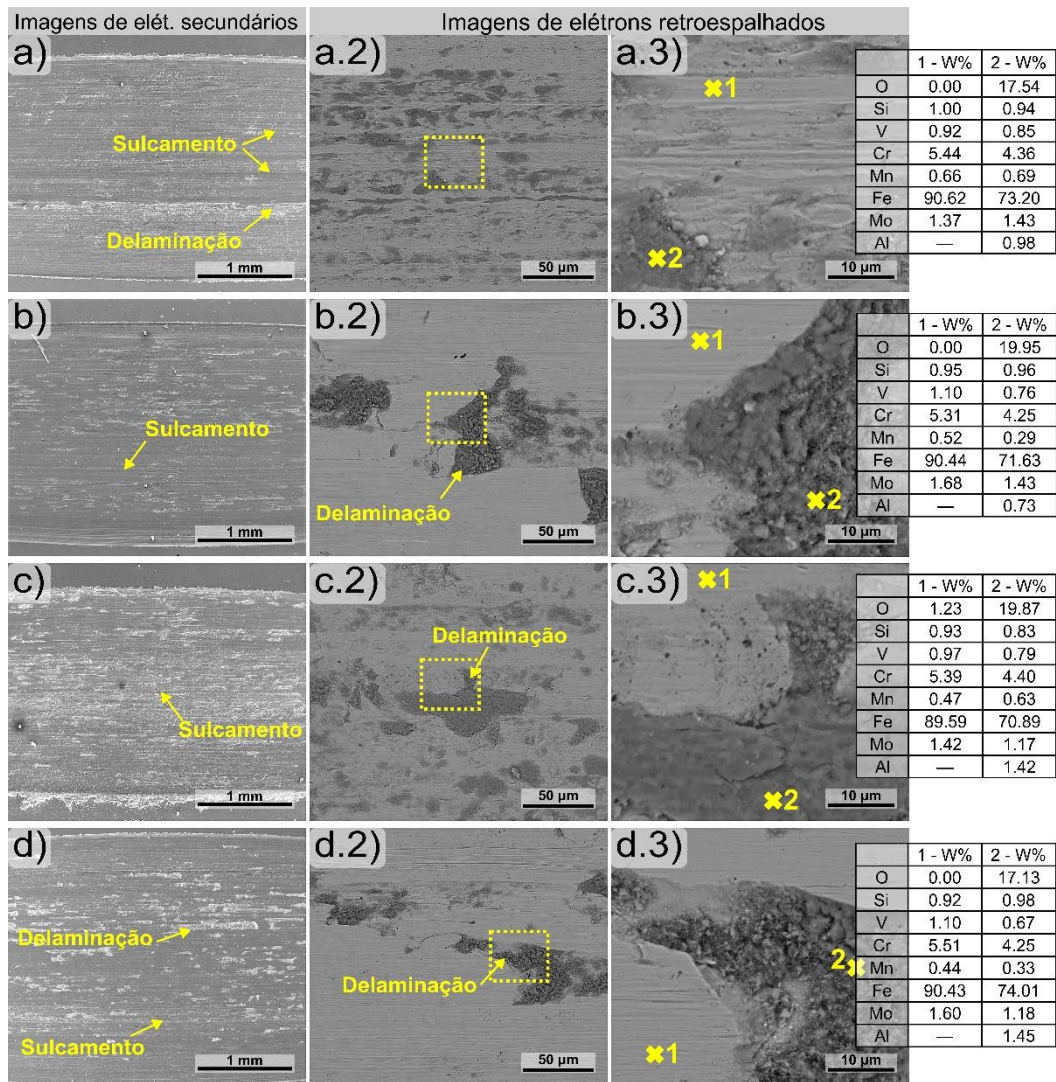 Imagens de elét. secundários
Imagens de elétrons retroespalhados
a)
Sulcamento
Delaminação
1 mm
a.2)
50 µm
a.3)
1
2
10 µm
1 - W% 2 - W%
O 0.00 17.54
Si 1.00 0.94
V 0.92 0.85
Cr 5.44 4.36
Mn 0.66 0.69
Fe 90.62 73.20
Mo 1.37 1.43
Al — 0.98
b)
Sulcamento
1 mm
b.2)
Delaminação
50 µm
b.3)
1
2
10 µm
1 - W% 2 - W%
O 0.00 19.95
Si 0.95 0.96
V 1.10 0.76
Cr 5.31 4.25
Mn 0.52 0.29
Fe 90.44 71.63
Mo 1.68 1.43
Al — 0.73
c)
Sulcamento
1 mm
c.2)
Delaminação
50 µm
c.3)
1
2
10 µm
1 - W% 2 - W%
O 1.23 19.87
Si 0.93 0.83
V 0.97 0.79
Cr 5.39 4.40
Mn 0.47 0.63
Fe 89.59 70.89
Mo 1.42 1.17
Al — 1.42
d)
Delaminação
Sulcamento
1 mm
d.2)
Delaminação
50 µm
d.3)
2
1
10 µm
1 - W% 2 - W%
O 0.00 17.13
Si 0.92 0.98
V 1.10 0.67
Cr 5.51 4.25
Mn 0.44 0.33
Fe 90.43 74.01
Mo 1.60 1.18
Al — 1.45